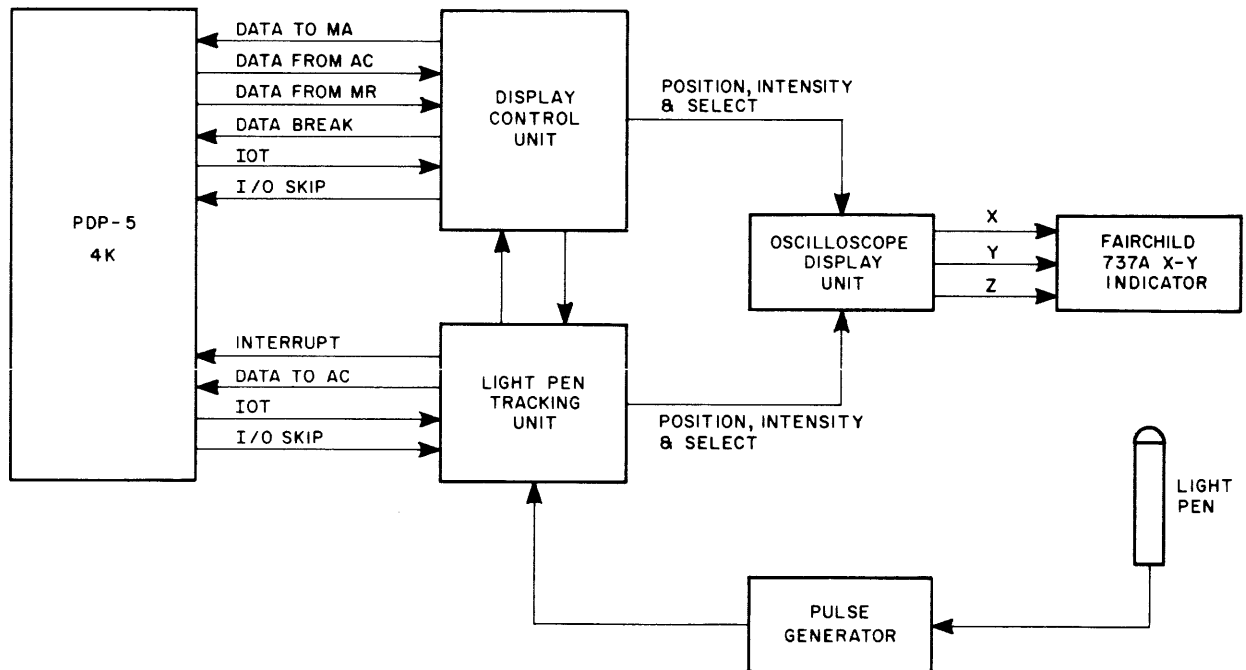 DATA TO MA
DATA FROM AC
DATA FROM MR
DATA BREAK
IOT
I/O SKIP
PDP-5
4K
DISPLAY
CONTROL
UNIT
POSITION, INTENSITY
& SELECT
OSCILLOSCOPE
DISPLAY
UNIT
X
Y
Z
FAIRCHILD
737A X-Y
INDICATOR
INTERRUPT
DATA TO AC
IOT
I/O SKIP
LIGHT PEN
TRACKING
UNIT
POSITION, INTENSITY
& SELECT
LIGHT
PEN
PULSE
GENERATOR